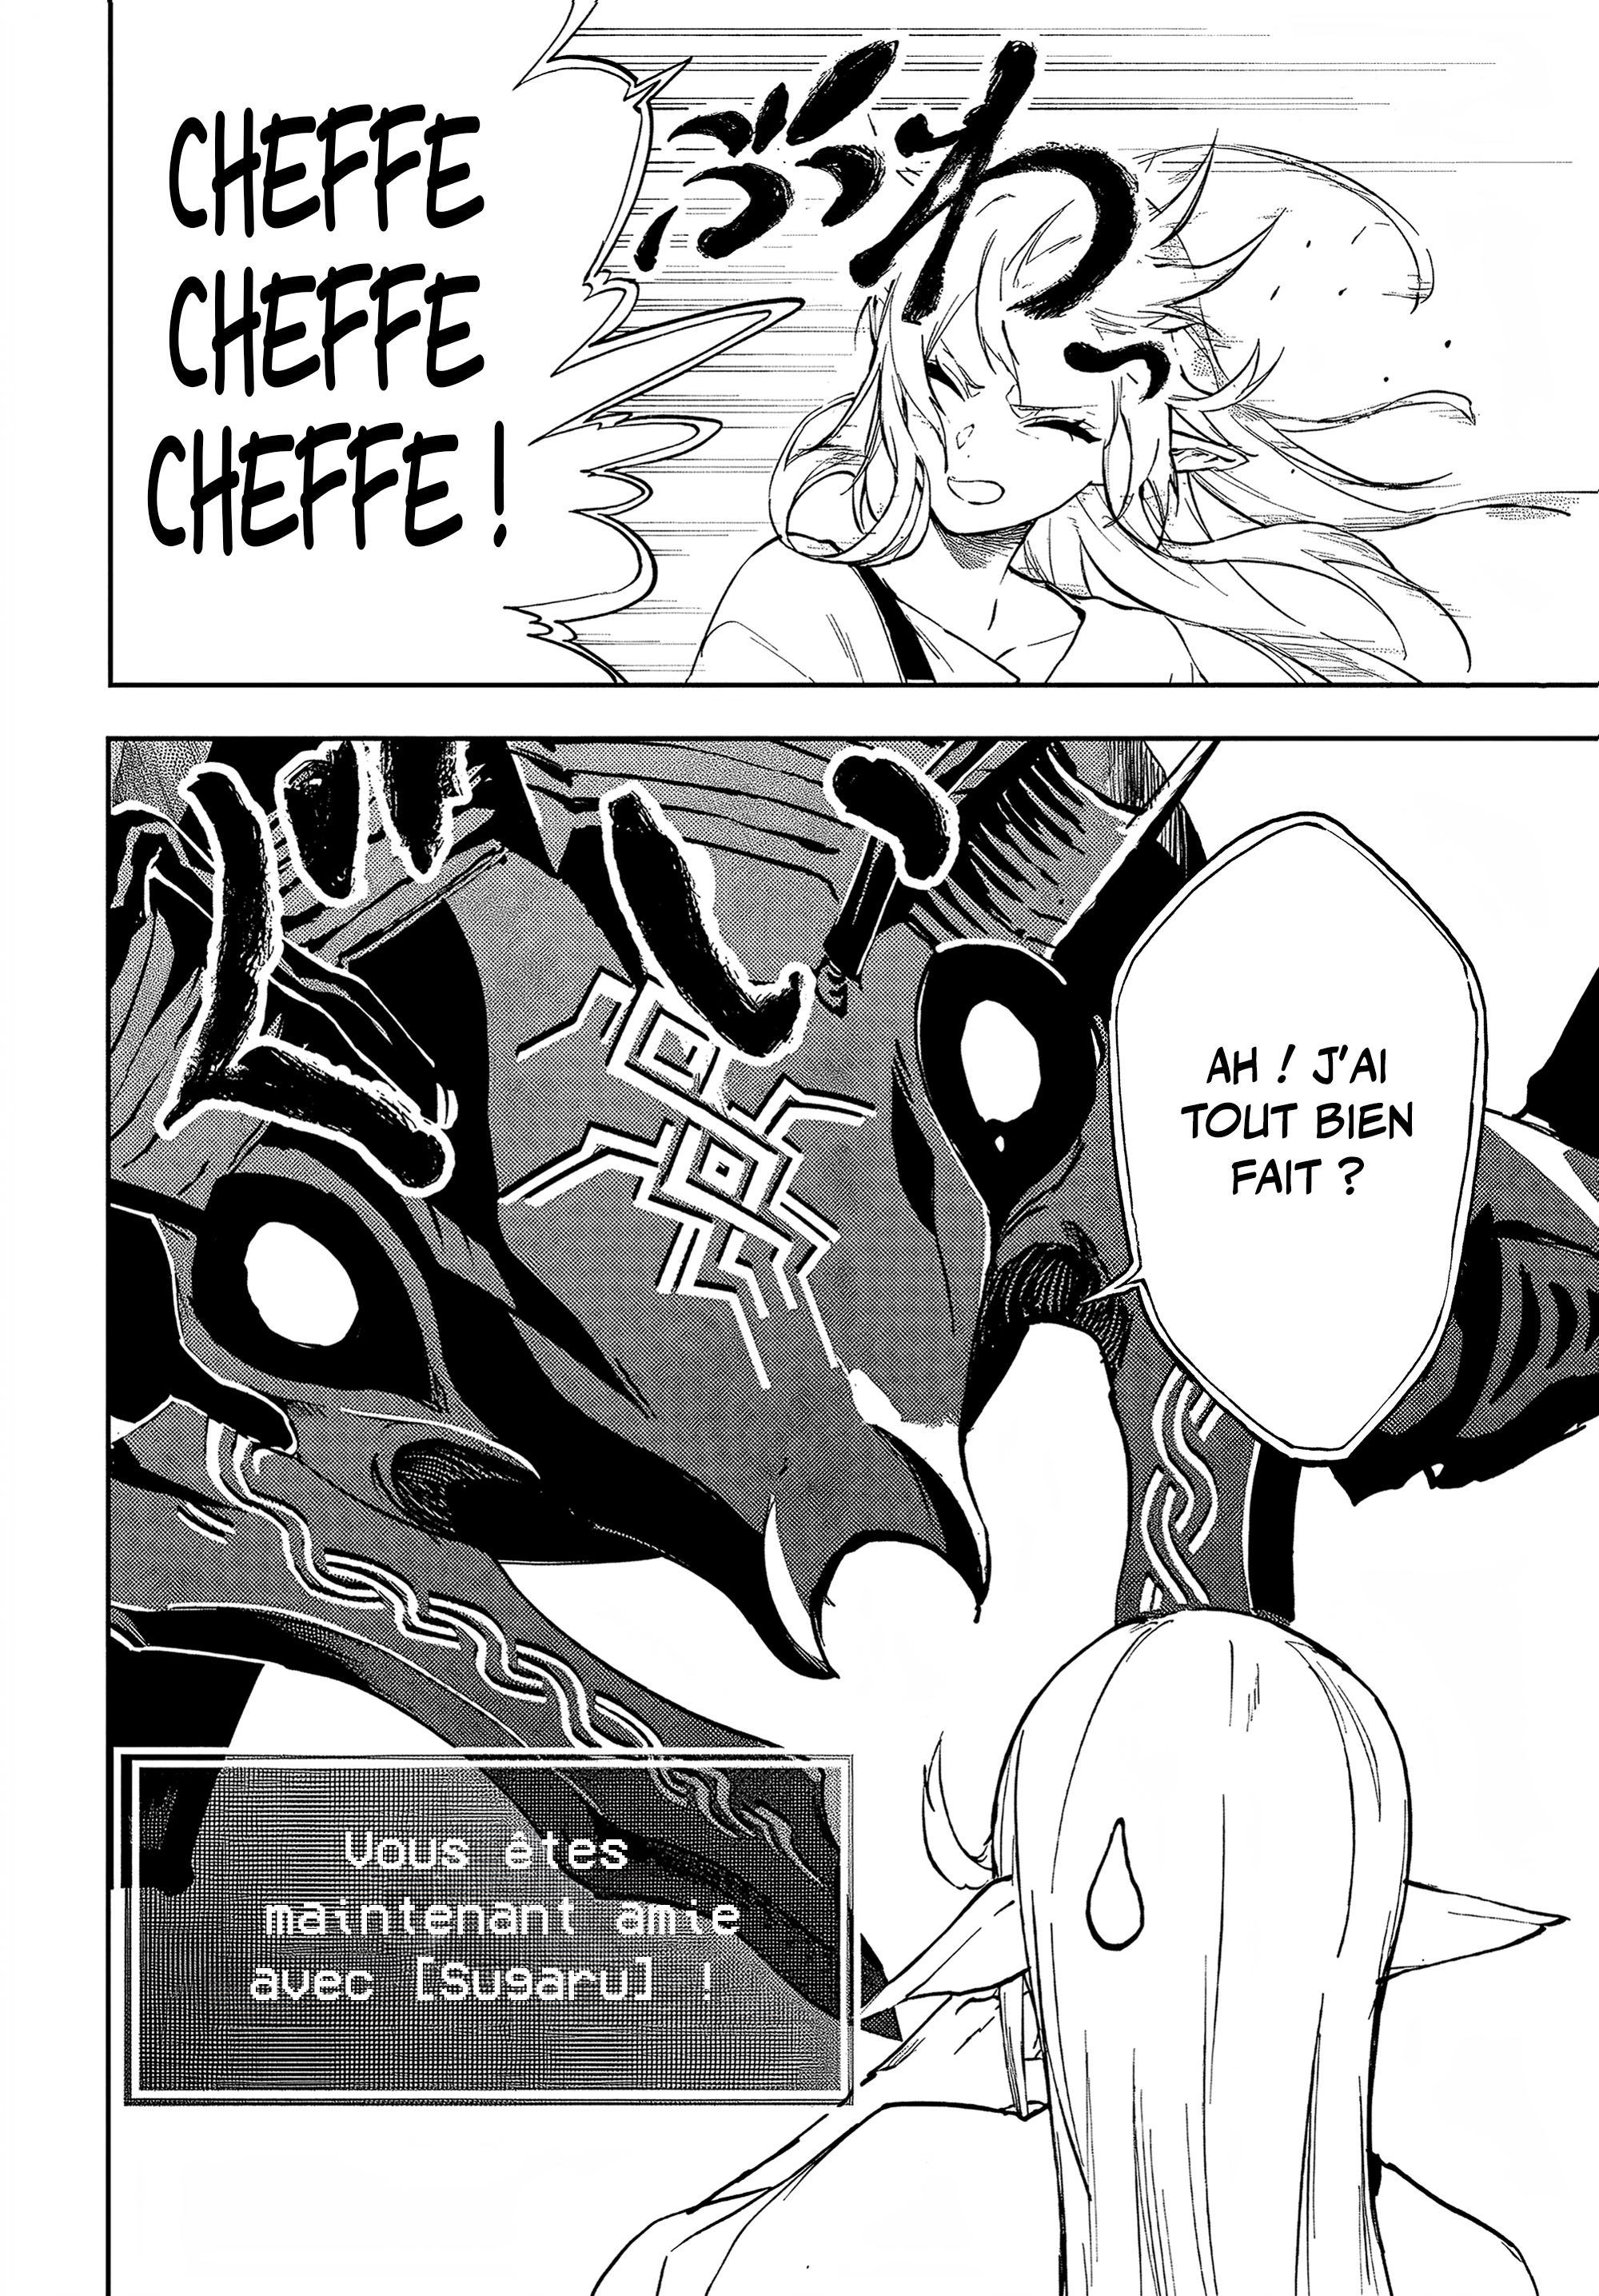 CHEFFE
CHEFFE
CHEFFE !
ぶわっ
AH ! J'AI
TOUT BIEN
FAIT ?
Vous êtes
maintenant amie
avec [Sugaru] !